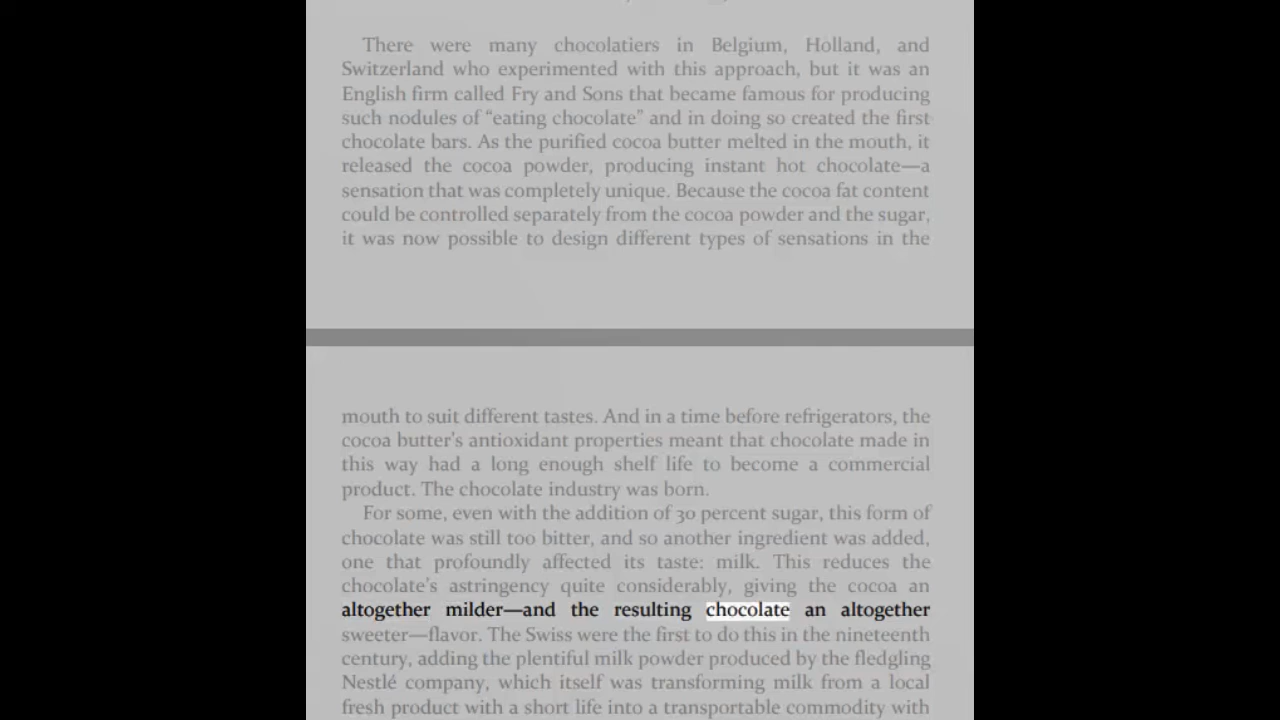 There were many chocolatiers in Belgium, Holland, and
Switzerland who experimented with this approach, but it was an
English firm called Fry and Sons that became famous for producing
such nodules of “eating chocolate” and in doing so created the first
chocolate bars. As the purified cocoa butter melted in the mouth, it
released the cocoa powder, producing instant hot chocolate—a
sensation that was completely unique. Because the cocoa fat content
could be controlled separately from the cocoa powder and the sugar,
it was now possible to design different types of sensations in the
mouth to suit different tastes. And in a time before refrigerators, the
cocoa butter's antioxidant properties meant that chocolate made in
this way had a long enough shelf life to become a commercial
product. The chocolate industry was born.
For some, even with the addition of 30 percent sugar, this form of
chocolate was still too bitter, and so another ingredient was added,
one that profoundly affected its taste: milk. This reduces the
chocolate's astringency quite considerably, giving the cocoa an
altogether milder—and the resulting chocolate an altogether
sweeter—flavor. The Swiss were the first to do this in the nineteenth
century, adding the plentiful milk powder produced by the fledgling
Nestlé company, which itself was transforming milk from a local
fresh product with a short life into a transportable commodity with